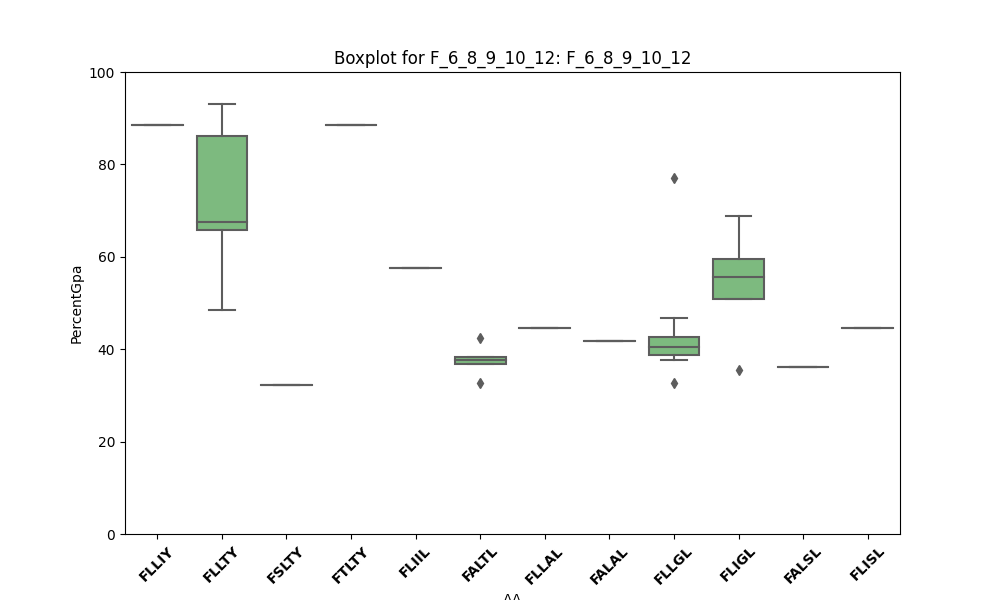 Boxplot for F_6_8_9_10_12: F_6_8_9_10_12
100
80
60
40
20
0
PercentGpa
FLLIY
FLLTY
FSLTY
FTLTY
FLIIL
FALTL
FLLAL
FALAL
FLLGL
FLIGL
FALSL
FLISL
AA